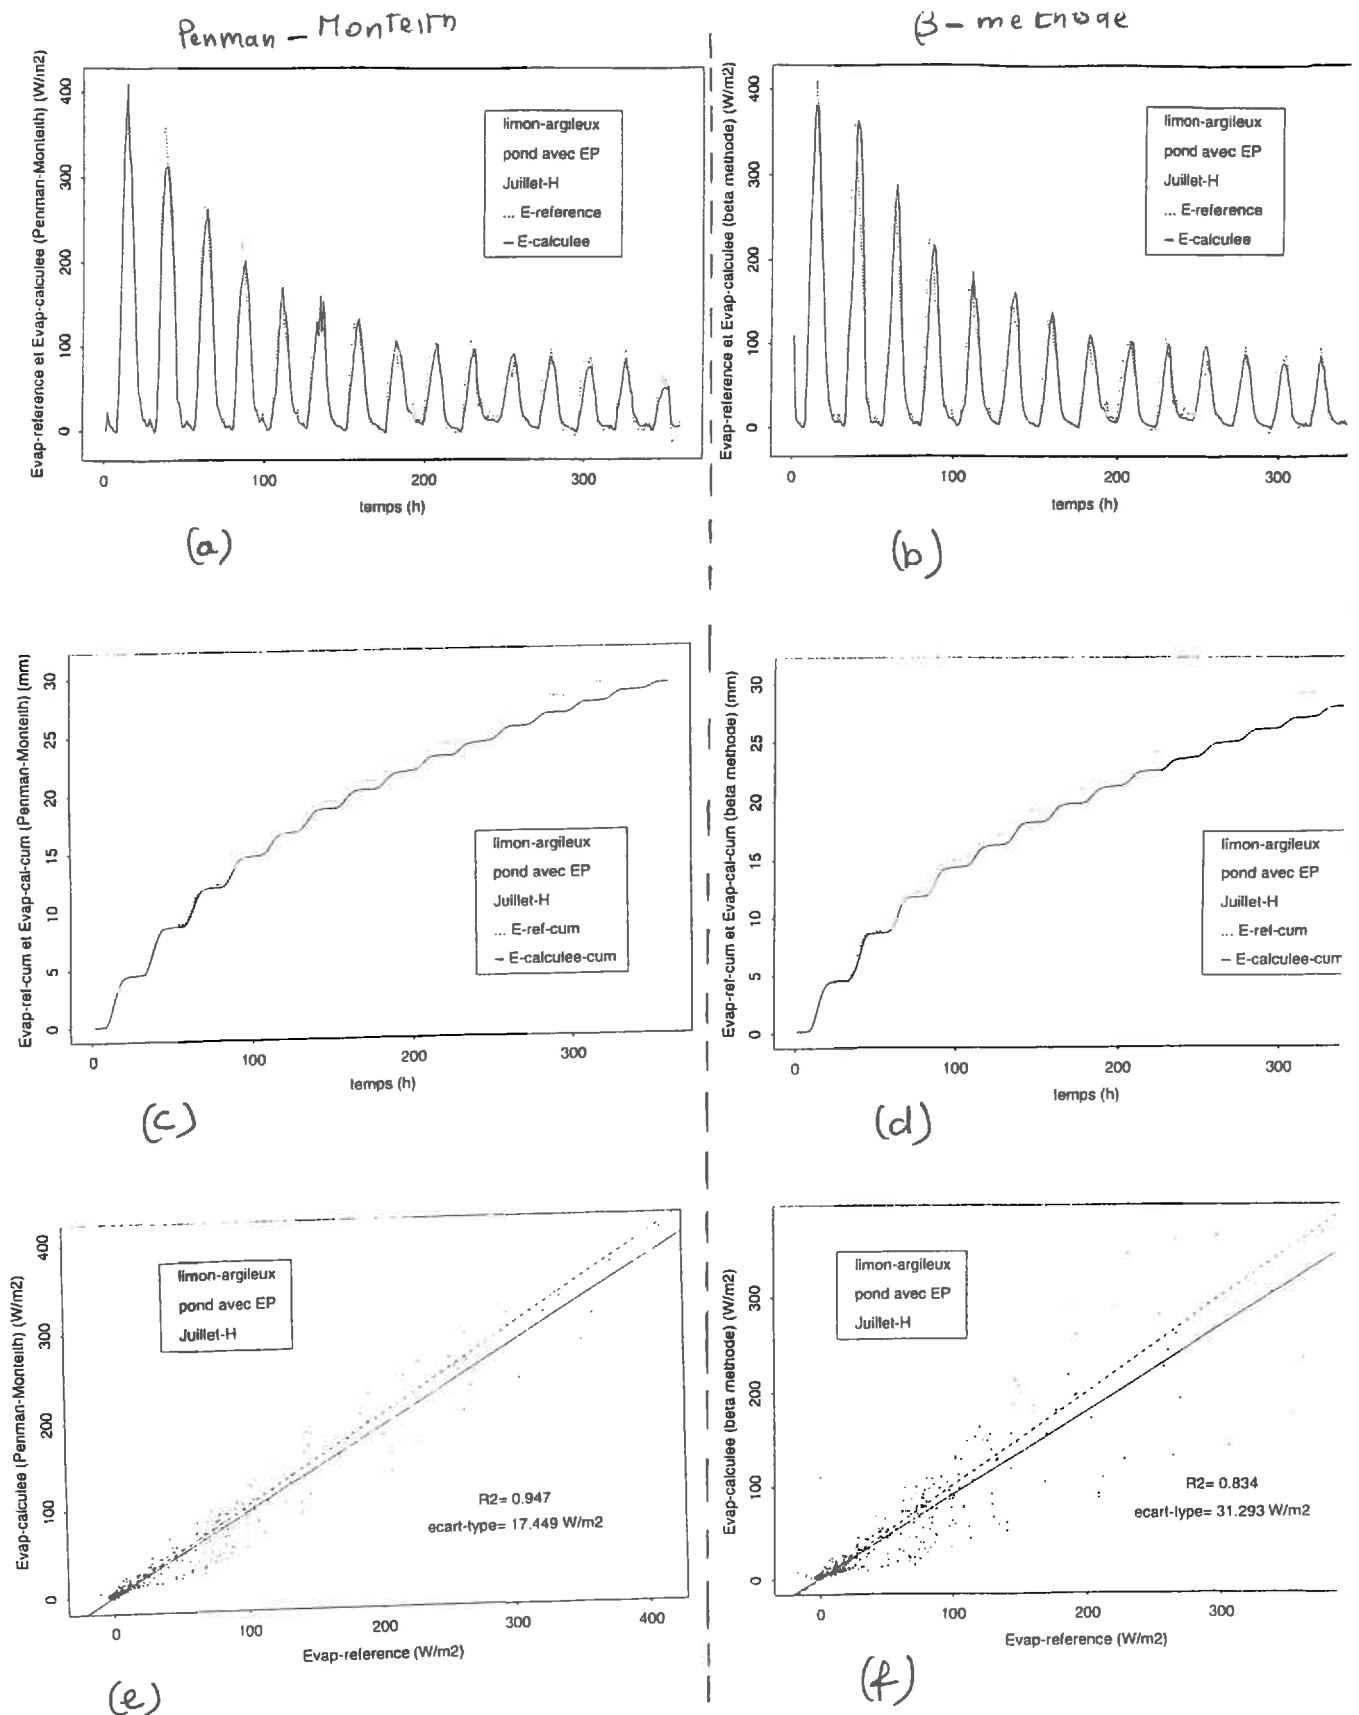 Penman - Monteith
β - methode
Evap-reference et Evap-calculee (Penman-Monteith) (W/m2)
400
300
200
100
0
limon-argileux
pond avec EP
Juillet-H
... E-reference
– E-calculee
0
100
200
300
temps (h)
(a)
Evap-reference et Evap-calculee (beta methode) (W/m2)
400
300
200
100
0
limon-argileux
pond avec EP
Juillet-H
... E-reference
– E-calculee
0
100
200
300
temps (h)
(b)
Evap-ref-cum et Evap-cal-cum (Penman-Monteith) (mm)
30
25
20
15
10
5
0
limon-argileux
pond avec EP
Juillet-H
... E-ref-cum
– E-calculee-cum
0
100
200
300
temps (h)
(c)
Evap-ref-cum et Evap-cal-cum (beta methode) (mm)
30
25
20
15
10
5
0
limon-argileux
pond avec EP
Juillet-H
... E-ref-cum
– E-calculee-cum
0
100
200
300
temps (h)
(d)
Evap-calculee (Penman-Monteith) (W/m2)
400
300
200
100
0
limon-argileux
pond avec EP
Juillet-H
R2= 0.947
ecart-type= 17.449 W/m2
0
100
200
300
400
Evap-reference (W/m2)
(e)
Evap-calculee (beta methode) (W/m2)
300
200
100
0
limon-argileux
pond avec EP
Juillet-H
R2= 0.834
ecart-type= 31.293 W/m2
0
100
200
300
Evap-reference (W/m2)
(f)